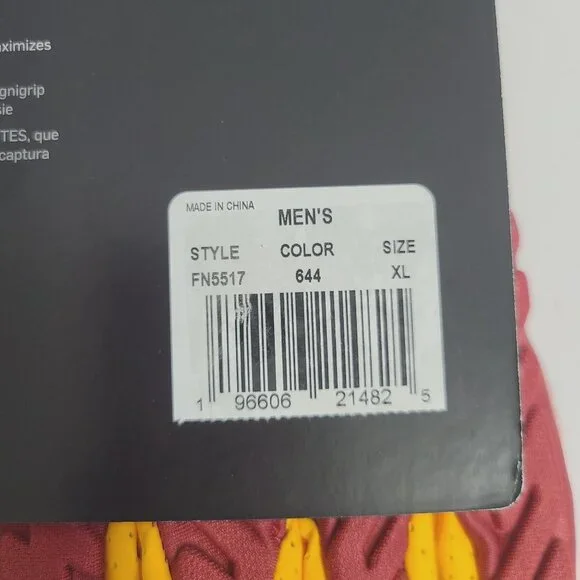 aximizes
gnigrip
sie
TES, que
captura
MADE IN CHINA
MEN'S
STYLE COLOR SIZE
FN5517 644 XL
1 96606 21482 5